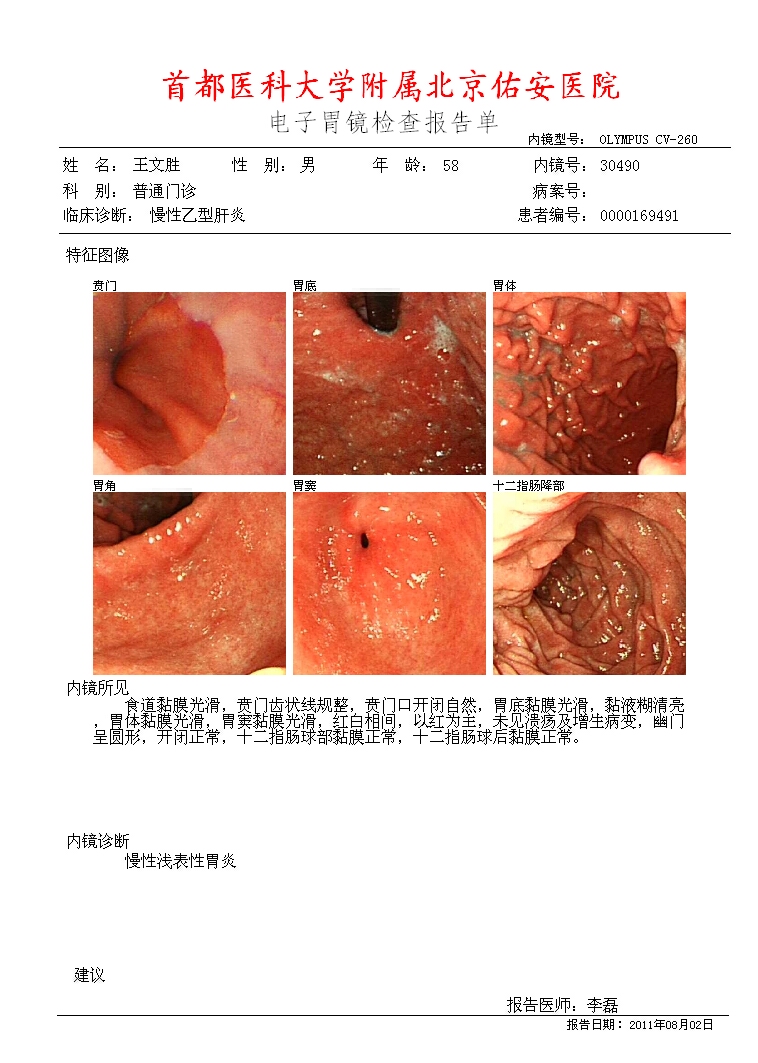 首都医科大学附属北京佑安医院
电子胃镜检查报告单
内镜型号： OLYMPUS CV-260
姓 名： 王文胜 性 别： 男 年 龄： 58 内镜号： 30490
科 别： 普通门诊 病案号：
临床诊断： 慢性乙型肝炎 患者编号： 0000169491
特征图像
贲门 胃底 胃体
胃角 胃窦 十二指肠降部
内镜所见
食道黏膜光滑，贲门齿状线规整，贲门口开闭自然，胃底黏膜光滑，黏液糊清亮
，胃体黏膜光滑，胃窦黏膜光滑，红白相间，以红为主，未见溃疡及增生病变，幽门
呈圆形，开闭正常，十二指肠球部黏膜正常，十二指肠球后黏膜正常。
内镜诊断
慢性浅表性胃炎
建议
报告医师：李磊
报告日期：2011年08月02日